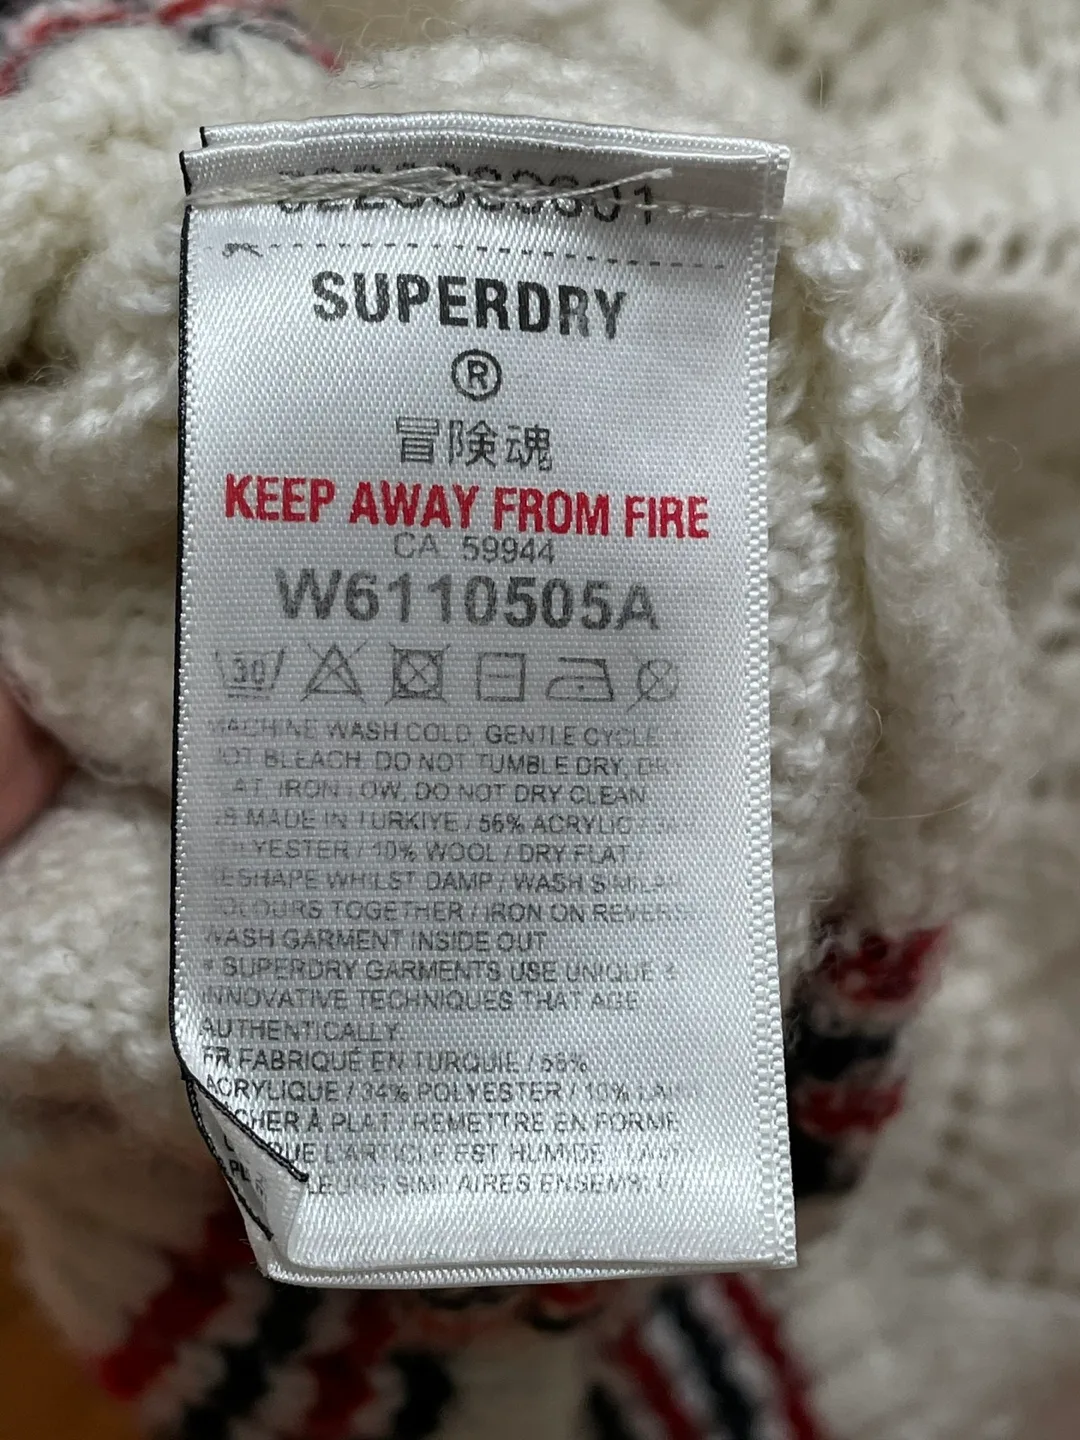 SUPERDRY
®
冒険魂
KEEP AWAY FROM FIRE
CA 59944
W6110505A
30
MACHINE WASH COLD, GENTLE CYCLE
NOT BLEACH, DO NOT TUMBLE DRY, DRY
FLAT, IRON LOW, DO NOT DRY CLEAN
MADE IN TURKIYE / 56% ACRYLIC /
10% WOOL / DRY FLAT /
RESHAPE WHILST DAMP / WASH SIMILAR
COLOURS TOGETHER / IRON ON REVERSE
WASH GARMENT INSIDE OUT
* SUPERDRY GARMENTS USE UNIQUE &
INNOVATIVE TECHNIQUES THAT AGE
AUTHENTICALLY
FR FABRIQUÉ EN TURQUIE / 56%
ACRYLIQUE / 34% POLYESTER / 10%
À PLAT / REMETTRE EN FORME
L'ARTICLE EST HUMIDE
SIMILAIRES